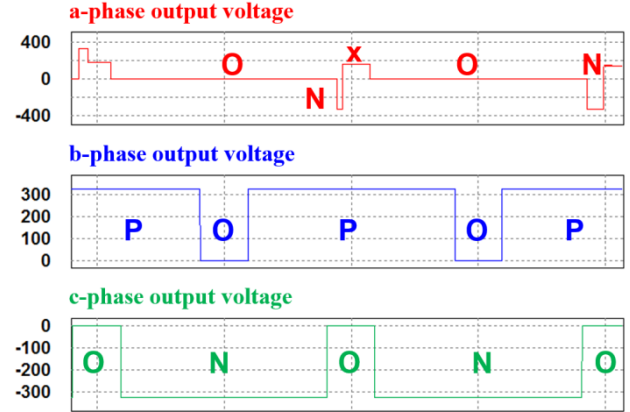 a-phase output voltage
400
0
-400
O N x O N
b-phase output voltage
300
200
100
0
P O P O P
c-phase output voltage
0
-100
-200
-300
O N O N O